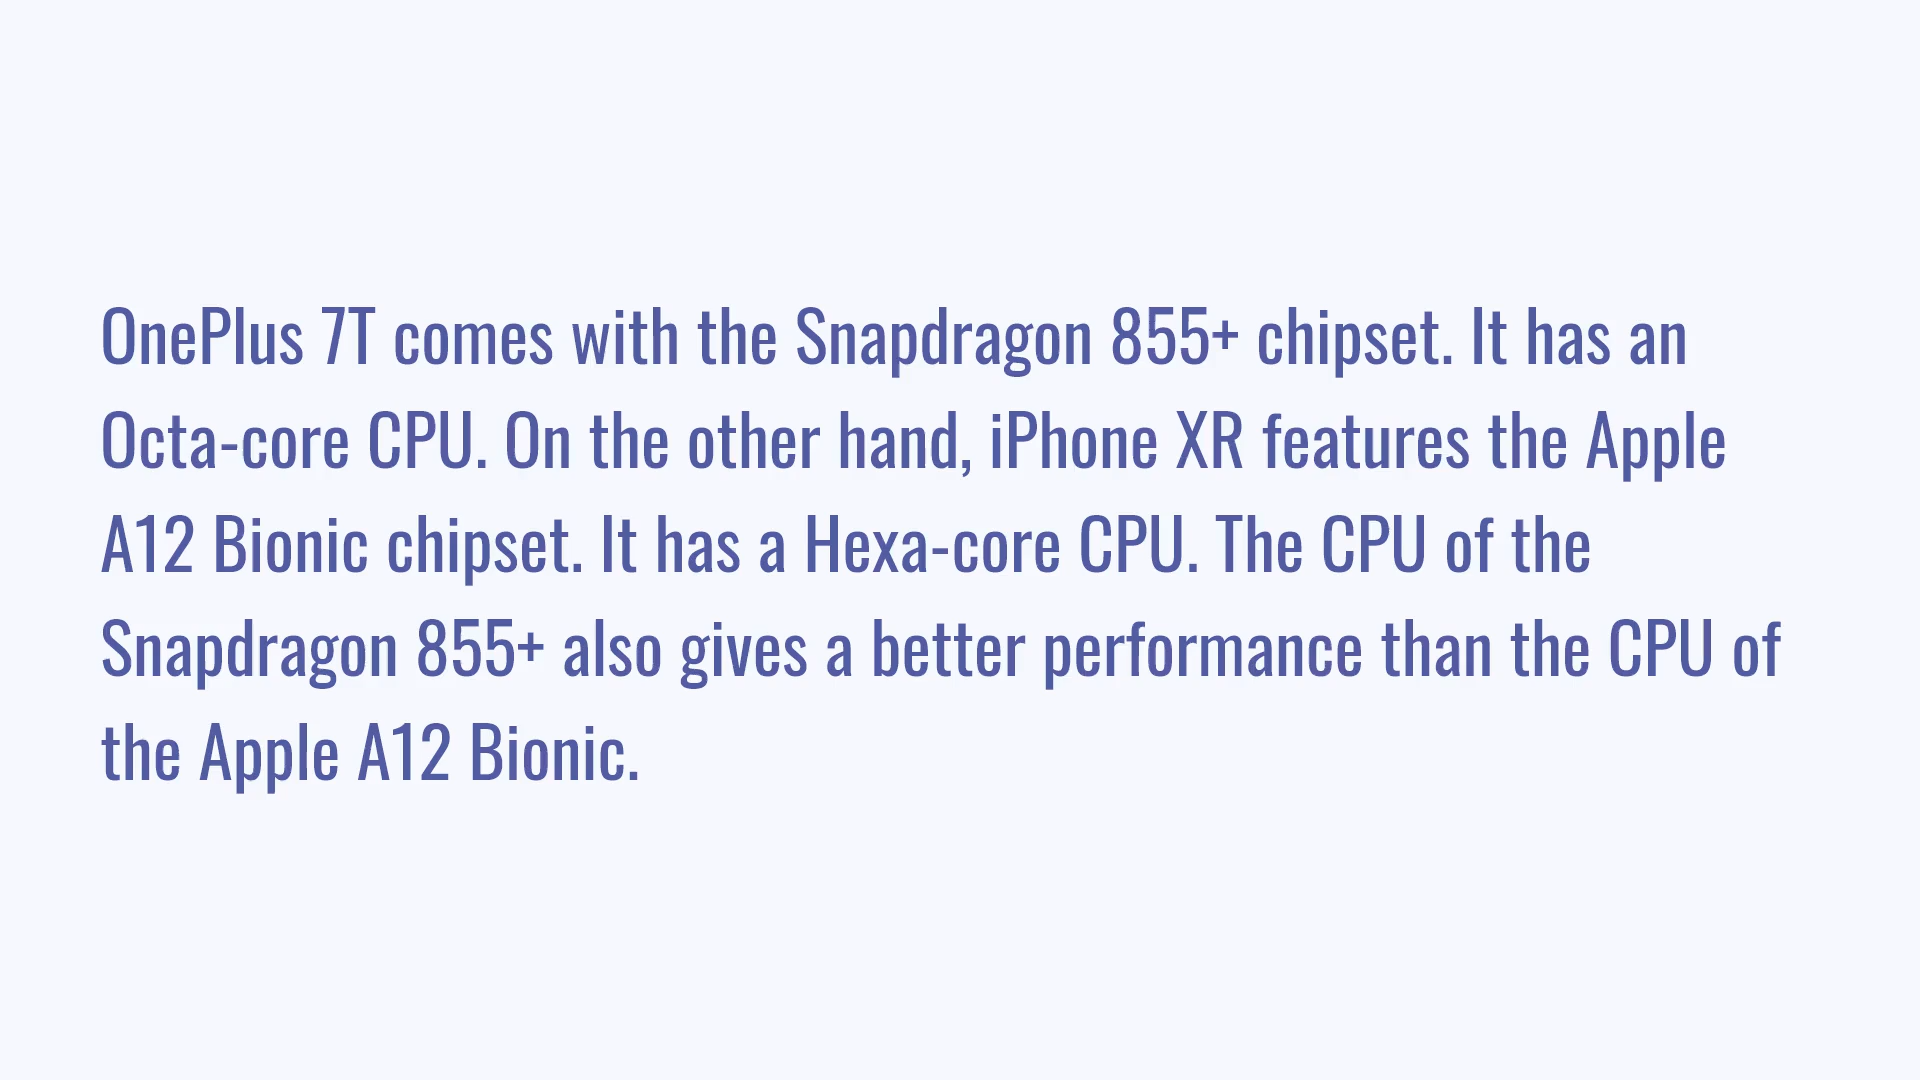 OnePlus 7T comes with the Snapdragon 855+ chipset. It has an
Octa-core CPU. On the other hand, iPhone XR features the Apple
A12 Bionic chipset. It has a Hexa-core CPU. The CPU of the
Snapdragon 855+ also gives a better performance than the CPU of
the Apple A12 Bionic.